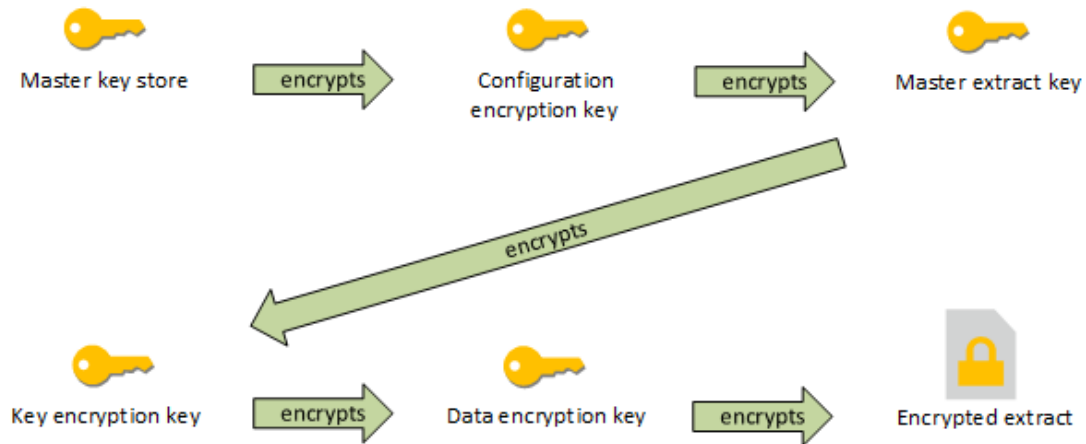 Master key store
encrypts
Configuration
encryption key
encrypts
Master extract key
encrypts
Key encryption key
encrypts
Data encryption key
encrypts
Encrypted extract